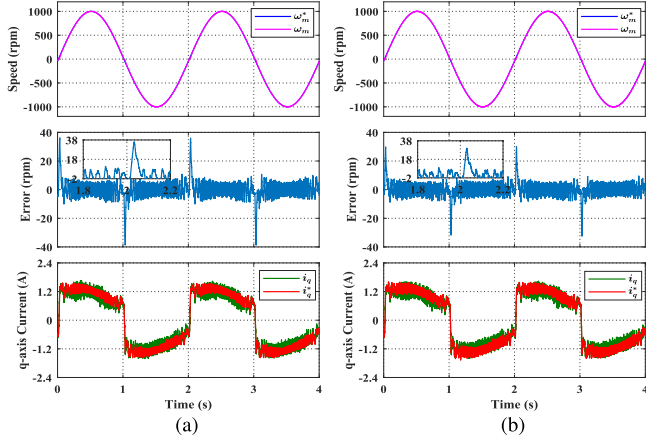 1000
500
0
-500
-1000
Speed (rpm)
ω*m
ωm
40
20
0
-20
-40
Error (rpm)
38
18
-2
1.8
2
2.2
2.4
1.2
0
-1.2
-2.4
q-axis Current (A)
iq
i*q
0
1
2
3
4
Time (s)
(a)
1000
500
0
-500
-1000
Speed (rpm)
ω*m
ωm
40
20
0
-20
-40
Error (rpm)
38
18
-2
1.8
2
2.2
2.4
1.2
0
-1.2
-2.4
q-axis Current (A)
iq
i*q
0
1
2
3
4
Time (s)
(b)